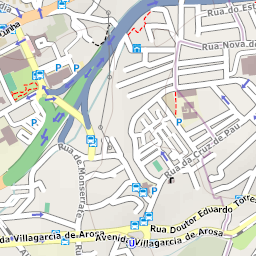 Rua do Est
Cunha
Rua Nova do
P
P
P
P
P
Rua da Cruz de Pau
Rua de Monserrate
Rua Doutor Eduardo Torres
da Villagarcia de Arosa
Avenida Villagarcia de Arosa